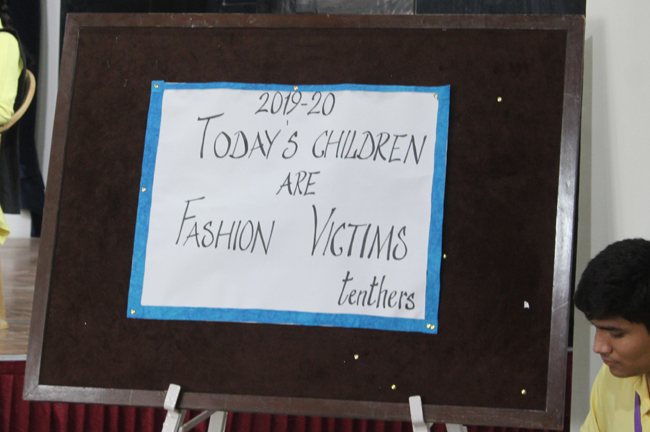 2019-20
TODAY'S CHILDREN
ARE
FASHION VICTIMS
tenthers